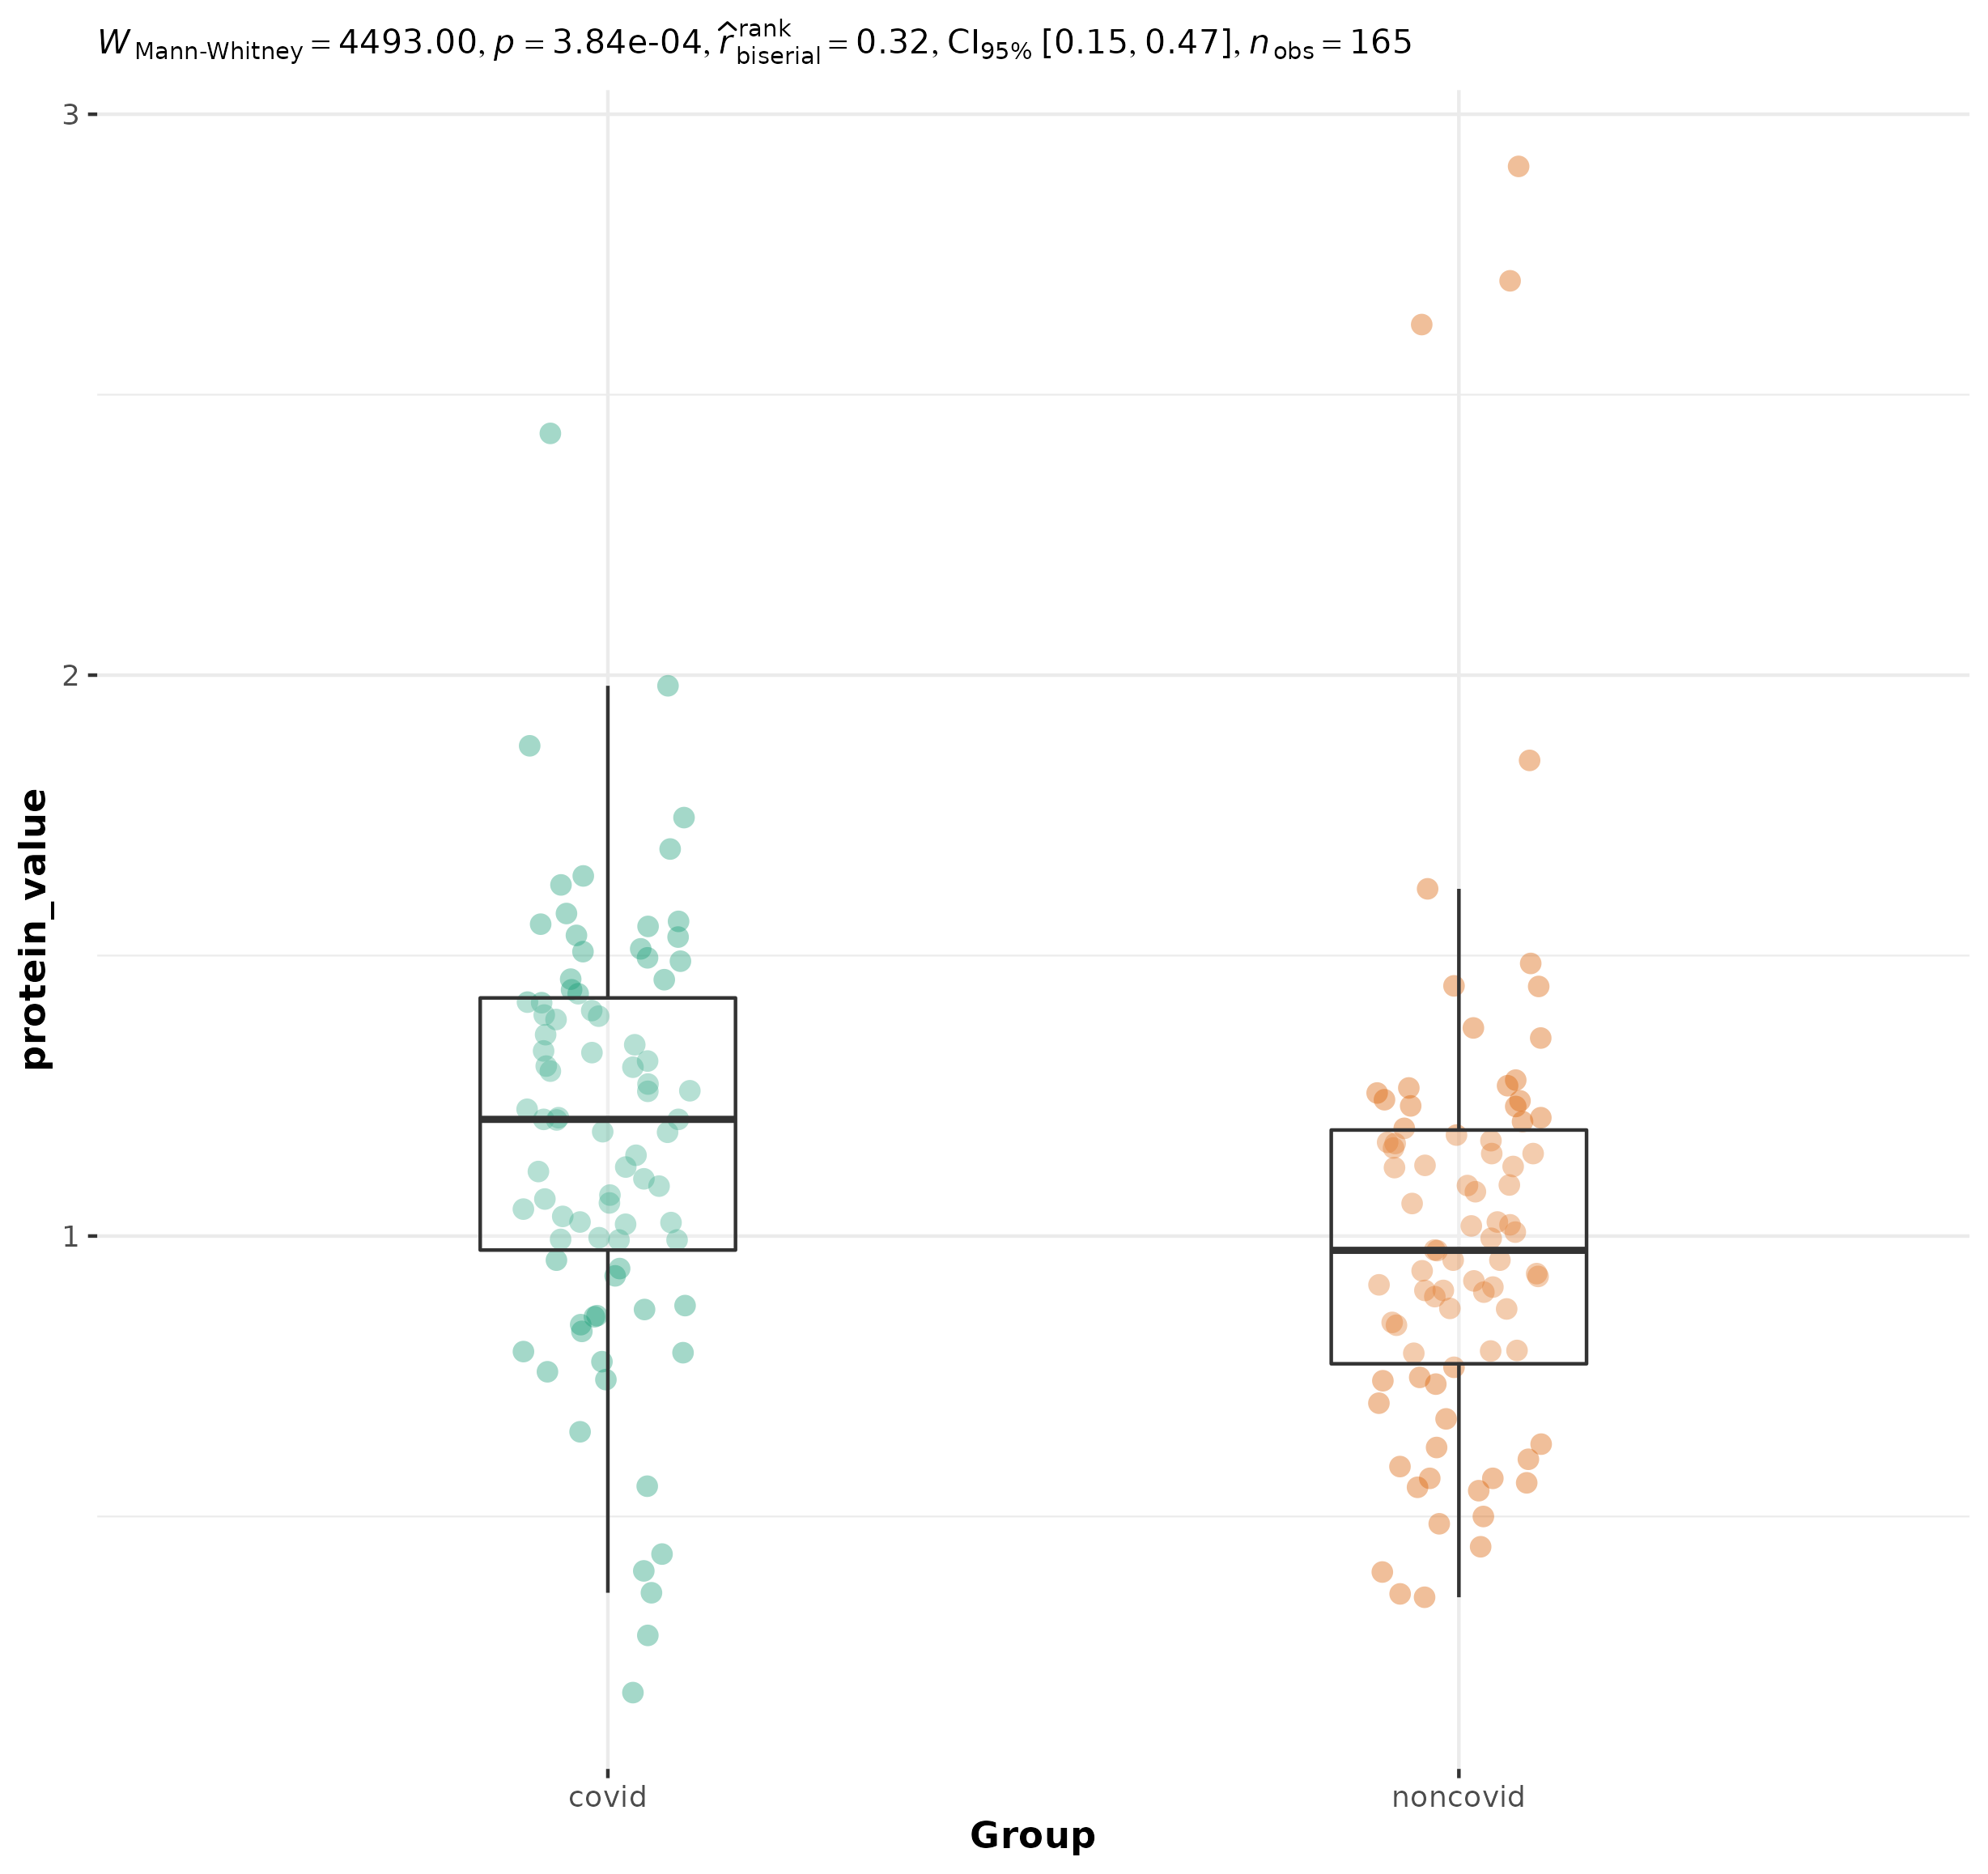 W Mann-Whitney = 4493.00, p = 3.84e-04, r̂ rank biserial = 0.32, CI95% [0.15, 0.47], nobs = 165
3
2
1
protein_value
covid noncovid
Group